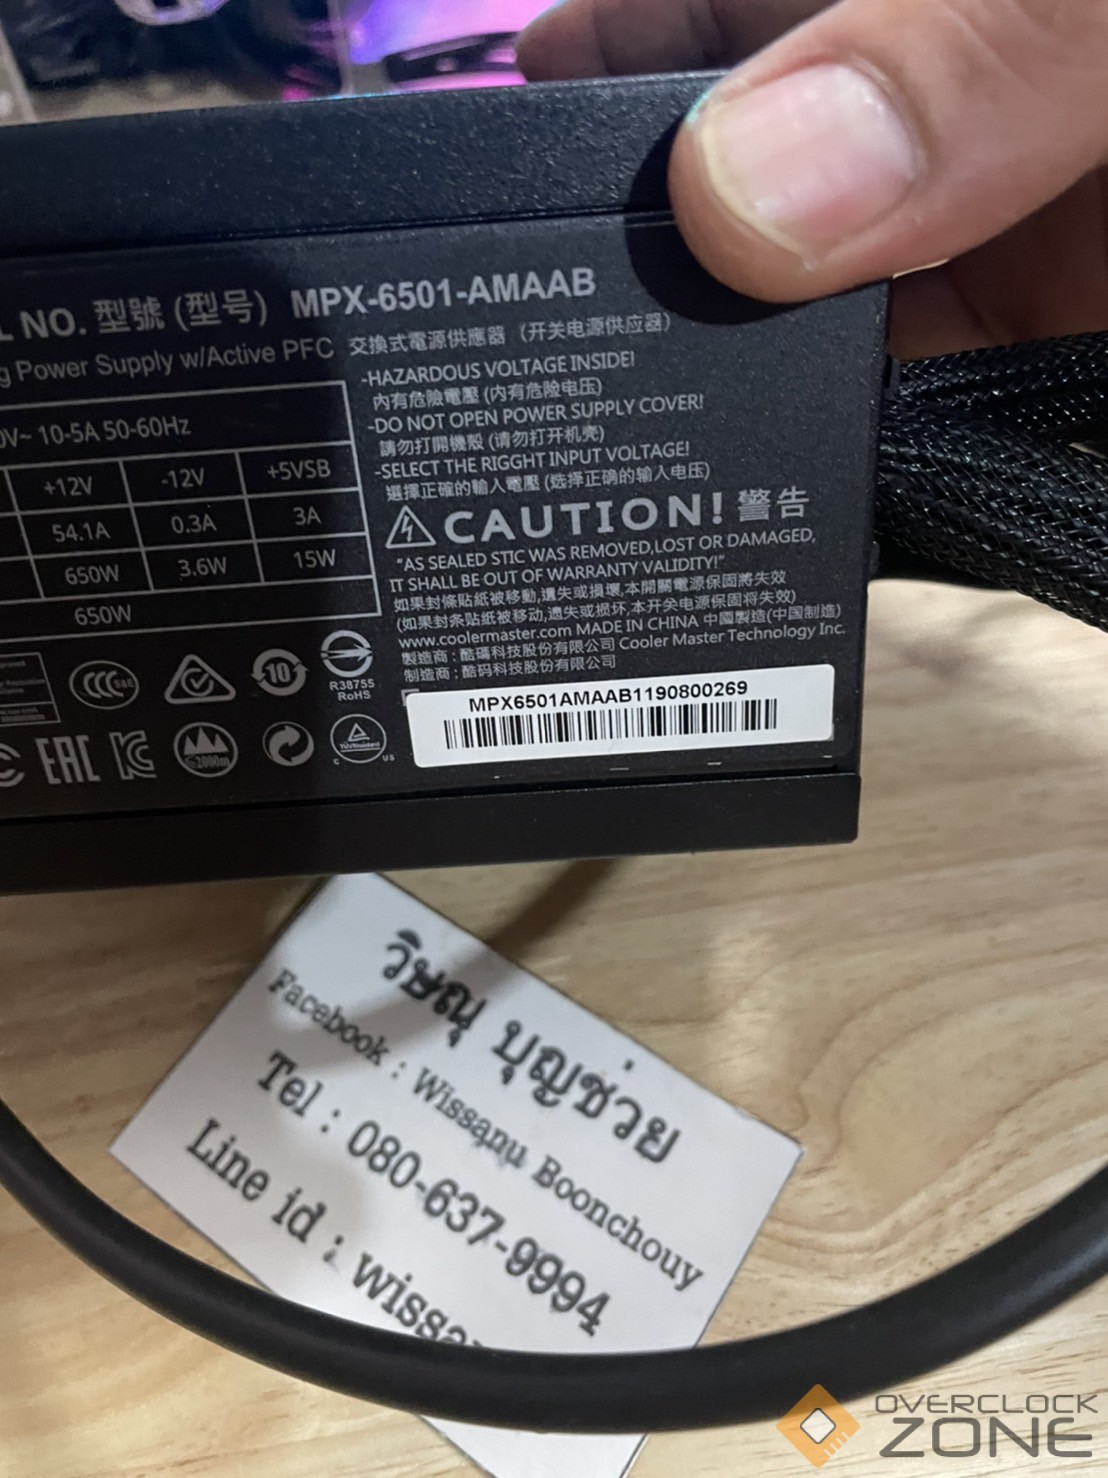 NO. 型號 (型号) MPX-6501-AMAAB
Power Supply w/Active PFC 交換式電源供應器 (开关电源供应器)
-HAZARDOUS VOLTAGE INSIDE!
內有危險電壓 (内有危险电压)
-DO NOT OPEN POWER SUPPLY COVER!
請勿打開機殼 (请勿打开机壳)
-SELECT THE RIGGHT INPUT VOLTAGE!
選擇正確的輸入電壓 (选择正确的输入电压)
0V~ 10-5A 50-60Hz
+12V -12V +5VSB
54.1A 0.3A 3A
650W 3.6W 15W
650W
CAUTION! 警告
“AS SEALED STIC WAS REMOVED,LOST OR DAMAGED,
IT SHALL BE OUT OF WARRANTY VALIDITY!”
如果封條貼紙被移動,遺失或損壞,本開關電源保固將失效
(如果封条贴纸被移动,遗失或损坏,本开关电源保固将失效)
www.coolermaster.com MADE IN CHINA 中國製造(中国制造)
製造商：酷碼科技股份有限公司 Cooler Master Technology Inc.
制造商：酷码科技股份有限公司
10
R38755
RoHS
EAC
2000m
TÜVRheinland
C US
MPX6501AMAAB1190800269
วิษณุ บุญช่วย
Facebook : Wissanu Boonchouy
Tel : 080-637-9994
Line id : wissa
OVERCLOCK
ZONE